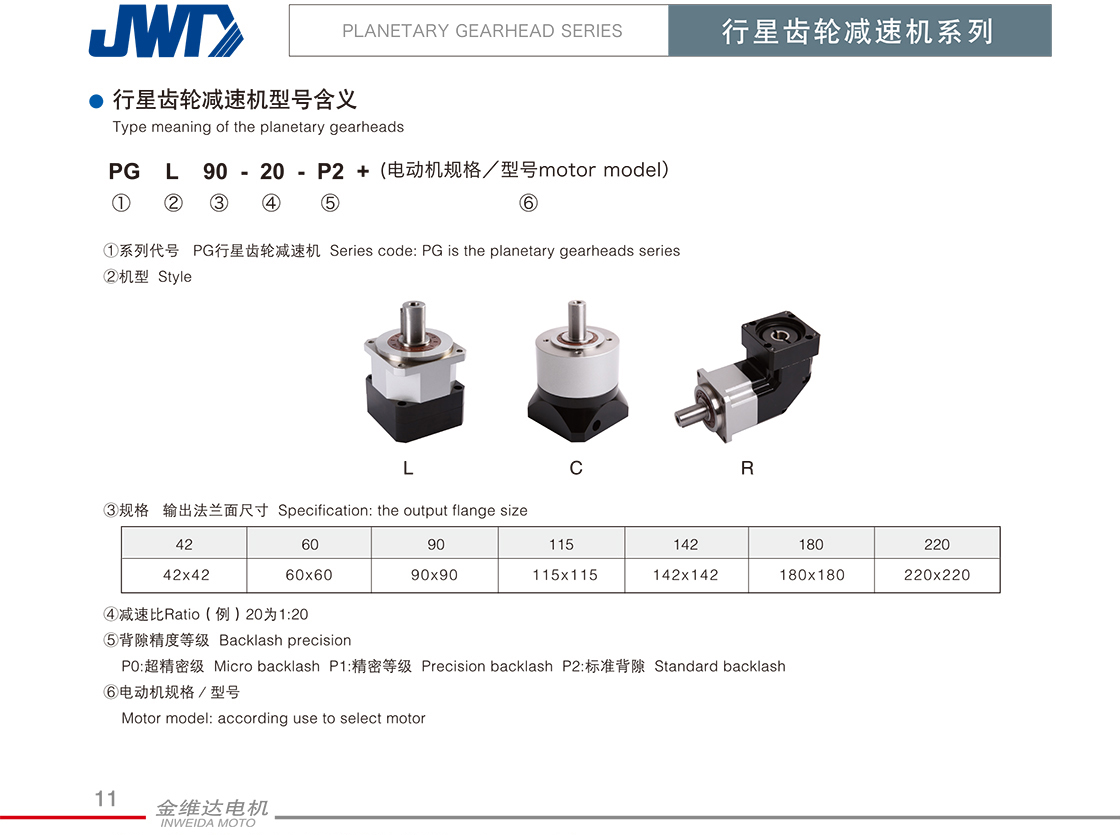 JWD
PLANETARY GEARHEAD SERIES
行星齿轮减速机系列
行星齿轮减速机型号含义
Type meaning of the planetary gearheads
PG L 90 - 20 - P2 + (电动机规格／型号motor model)
① ② ③ ④ ⑤ ⑥
①系列代号 PG行星齿轮减速机 Series code: PG is the planetary gearheads series
②机型 Style
L C R
③规格 输出法兰面尺寸 Specification: the output flange size
42 60 90 115 142 180 220
42x42 60x60 90x90 115x115 142x142 180x180 220x220
④减速比Ratio（例）20为1:20
⑤背隙精度等级 Backlash precision
P0:超精密级 Micro backlash P1:精密等级 Precision backlash P2:标准背隙 Standard backlash
⑥电动机规格 / 型号
Motor model: according use to select motor
11
金维达电机
INWEIDA MOTO